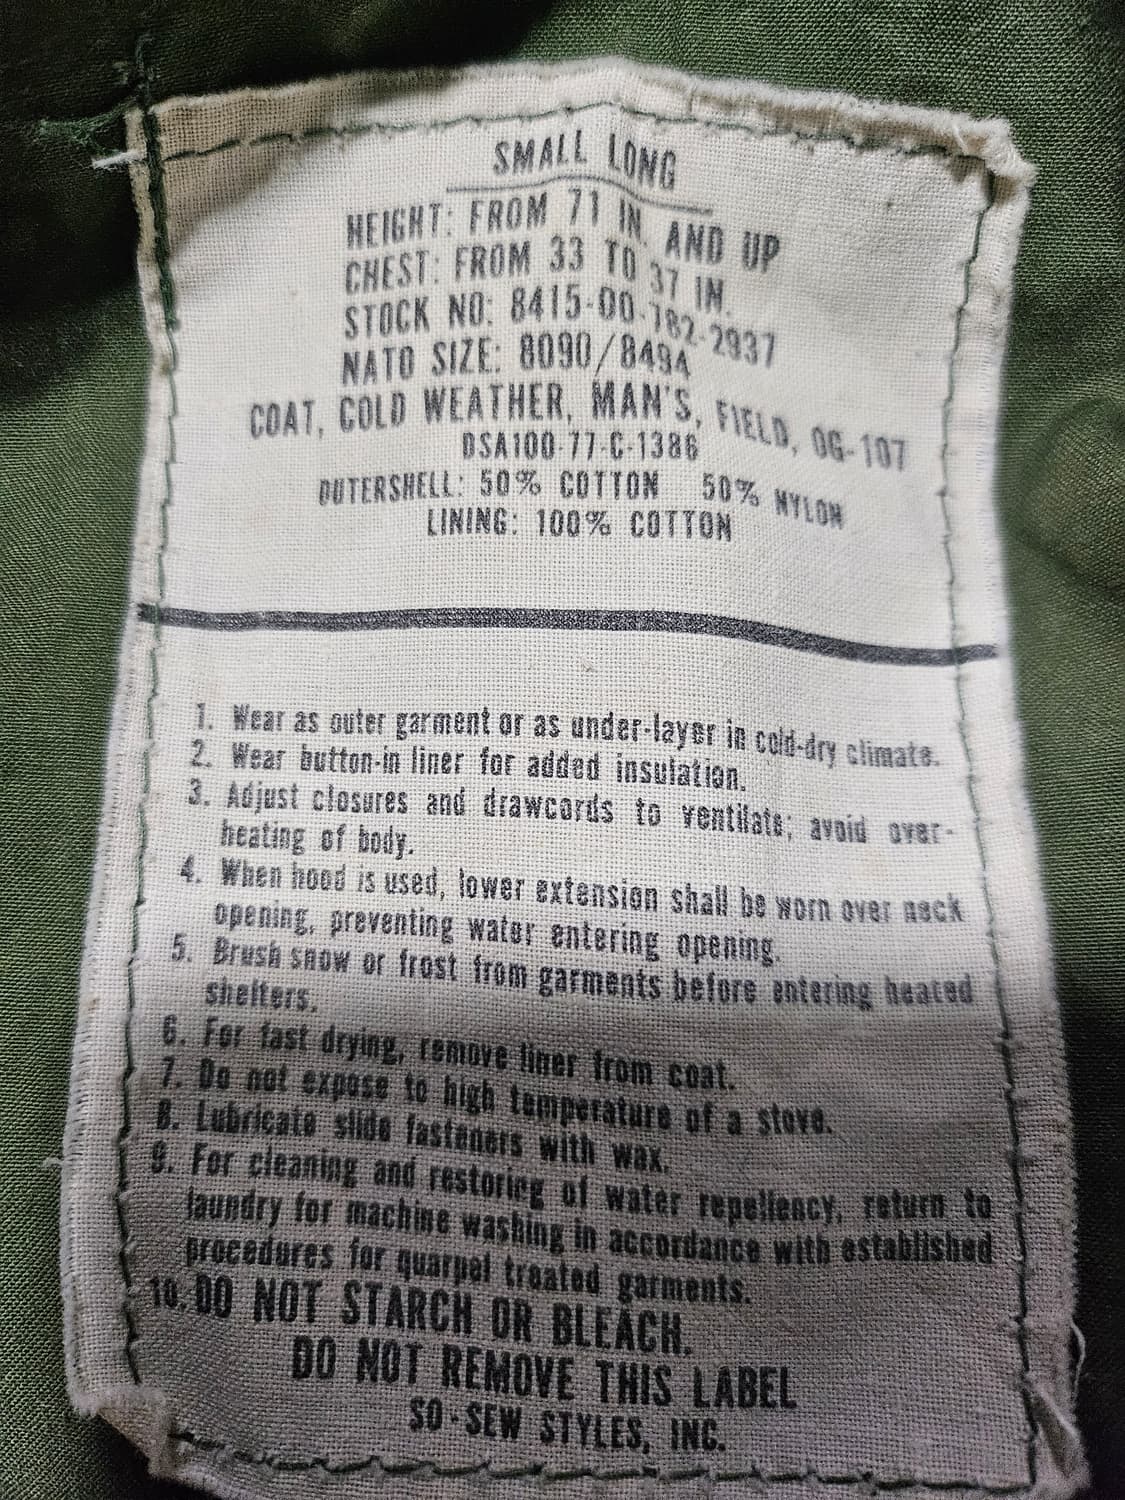 SMALL LONG
HEIGHT: FROM 71 IN. AND UP
CHEST: FROM 33 TO 37 IN.
STOCK NO: 8415-00-782-2937
NATO SIZE: 8090/8494
COAT, COLD WEATHER, MAN'S, FIELD, OG-107
DSA100-77-C-1386
OUTERSHELL: 50% COTTON 50% NYLON
LINING: 100% COTTON
1. Wear as outer garment or as under-layer in cold-dry climate.
2. Wear button-in liner for added insulation.
3. Adjust closures and drawcords to ventilate; avoid over-
heating of body.
4. When hood is used, lower extension shall be worn over neck
opening, preventing water entering opening.
5. Brush snow or frost from garments before entering heated
shelters.
6. For fast drying, remove liner from coat.
7. Do not expose to high temperature of a stove.
8. Lubricate slide fasteners with wax.
9. For cleaning and restoring of water repellency, return to
laundry for machine washing in accordance with established
procedures for quarpel treated garments.
10. DO NOT STARCH OR BLEACH.
DO NOT REMOVE THIS LABEL
SO-SEW STYLES, INC.